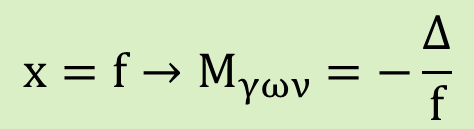 x = f → M_γων = − Δ/f